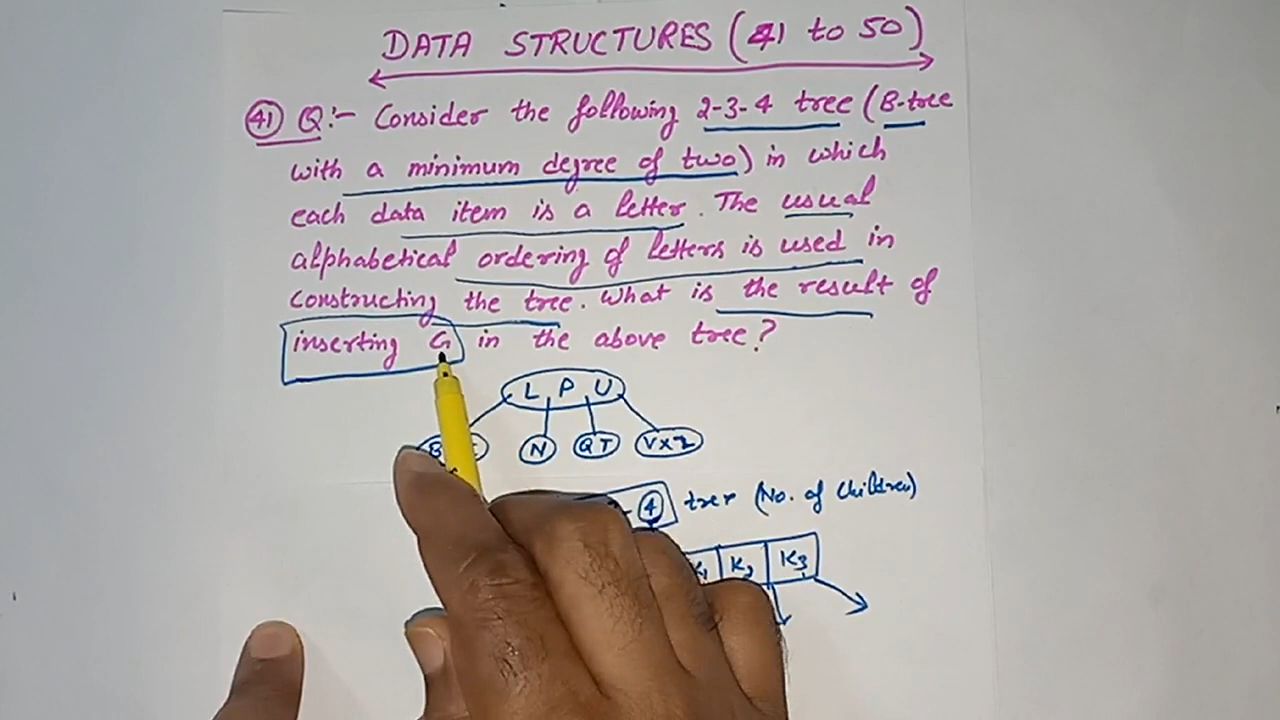 DATA STRUCTURES (41 to 50)
41 Q:- Consider the following 2-3-4 tree (B-tree
with a minimum degree of two) in which
each data item is a letter. The usual
alphabetical ordering of letters is used in
constructing the tree. What is the result of
inserting G in the above tree?
L P U
B N QT VXZ
4 tree (No. of children)
K2 K3